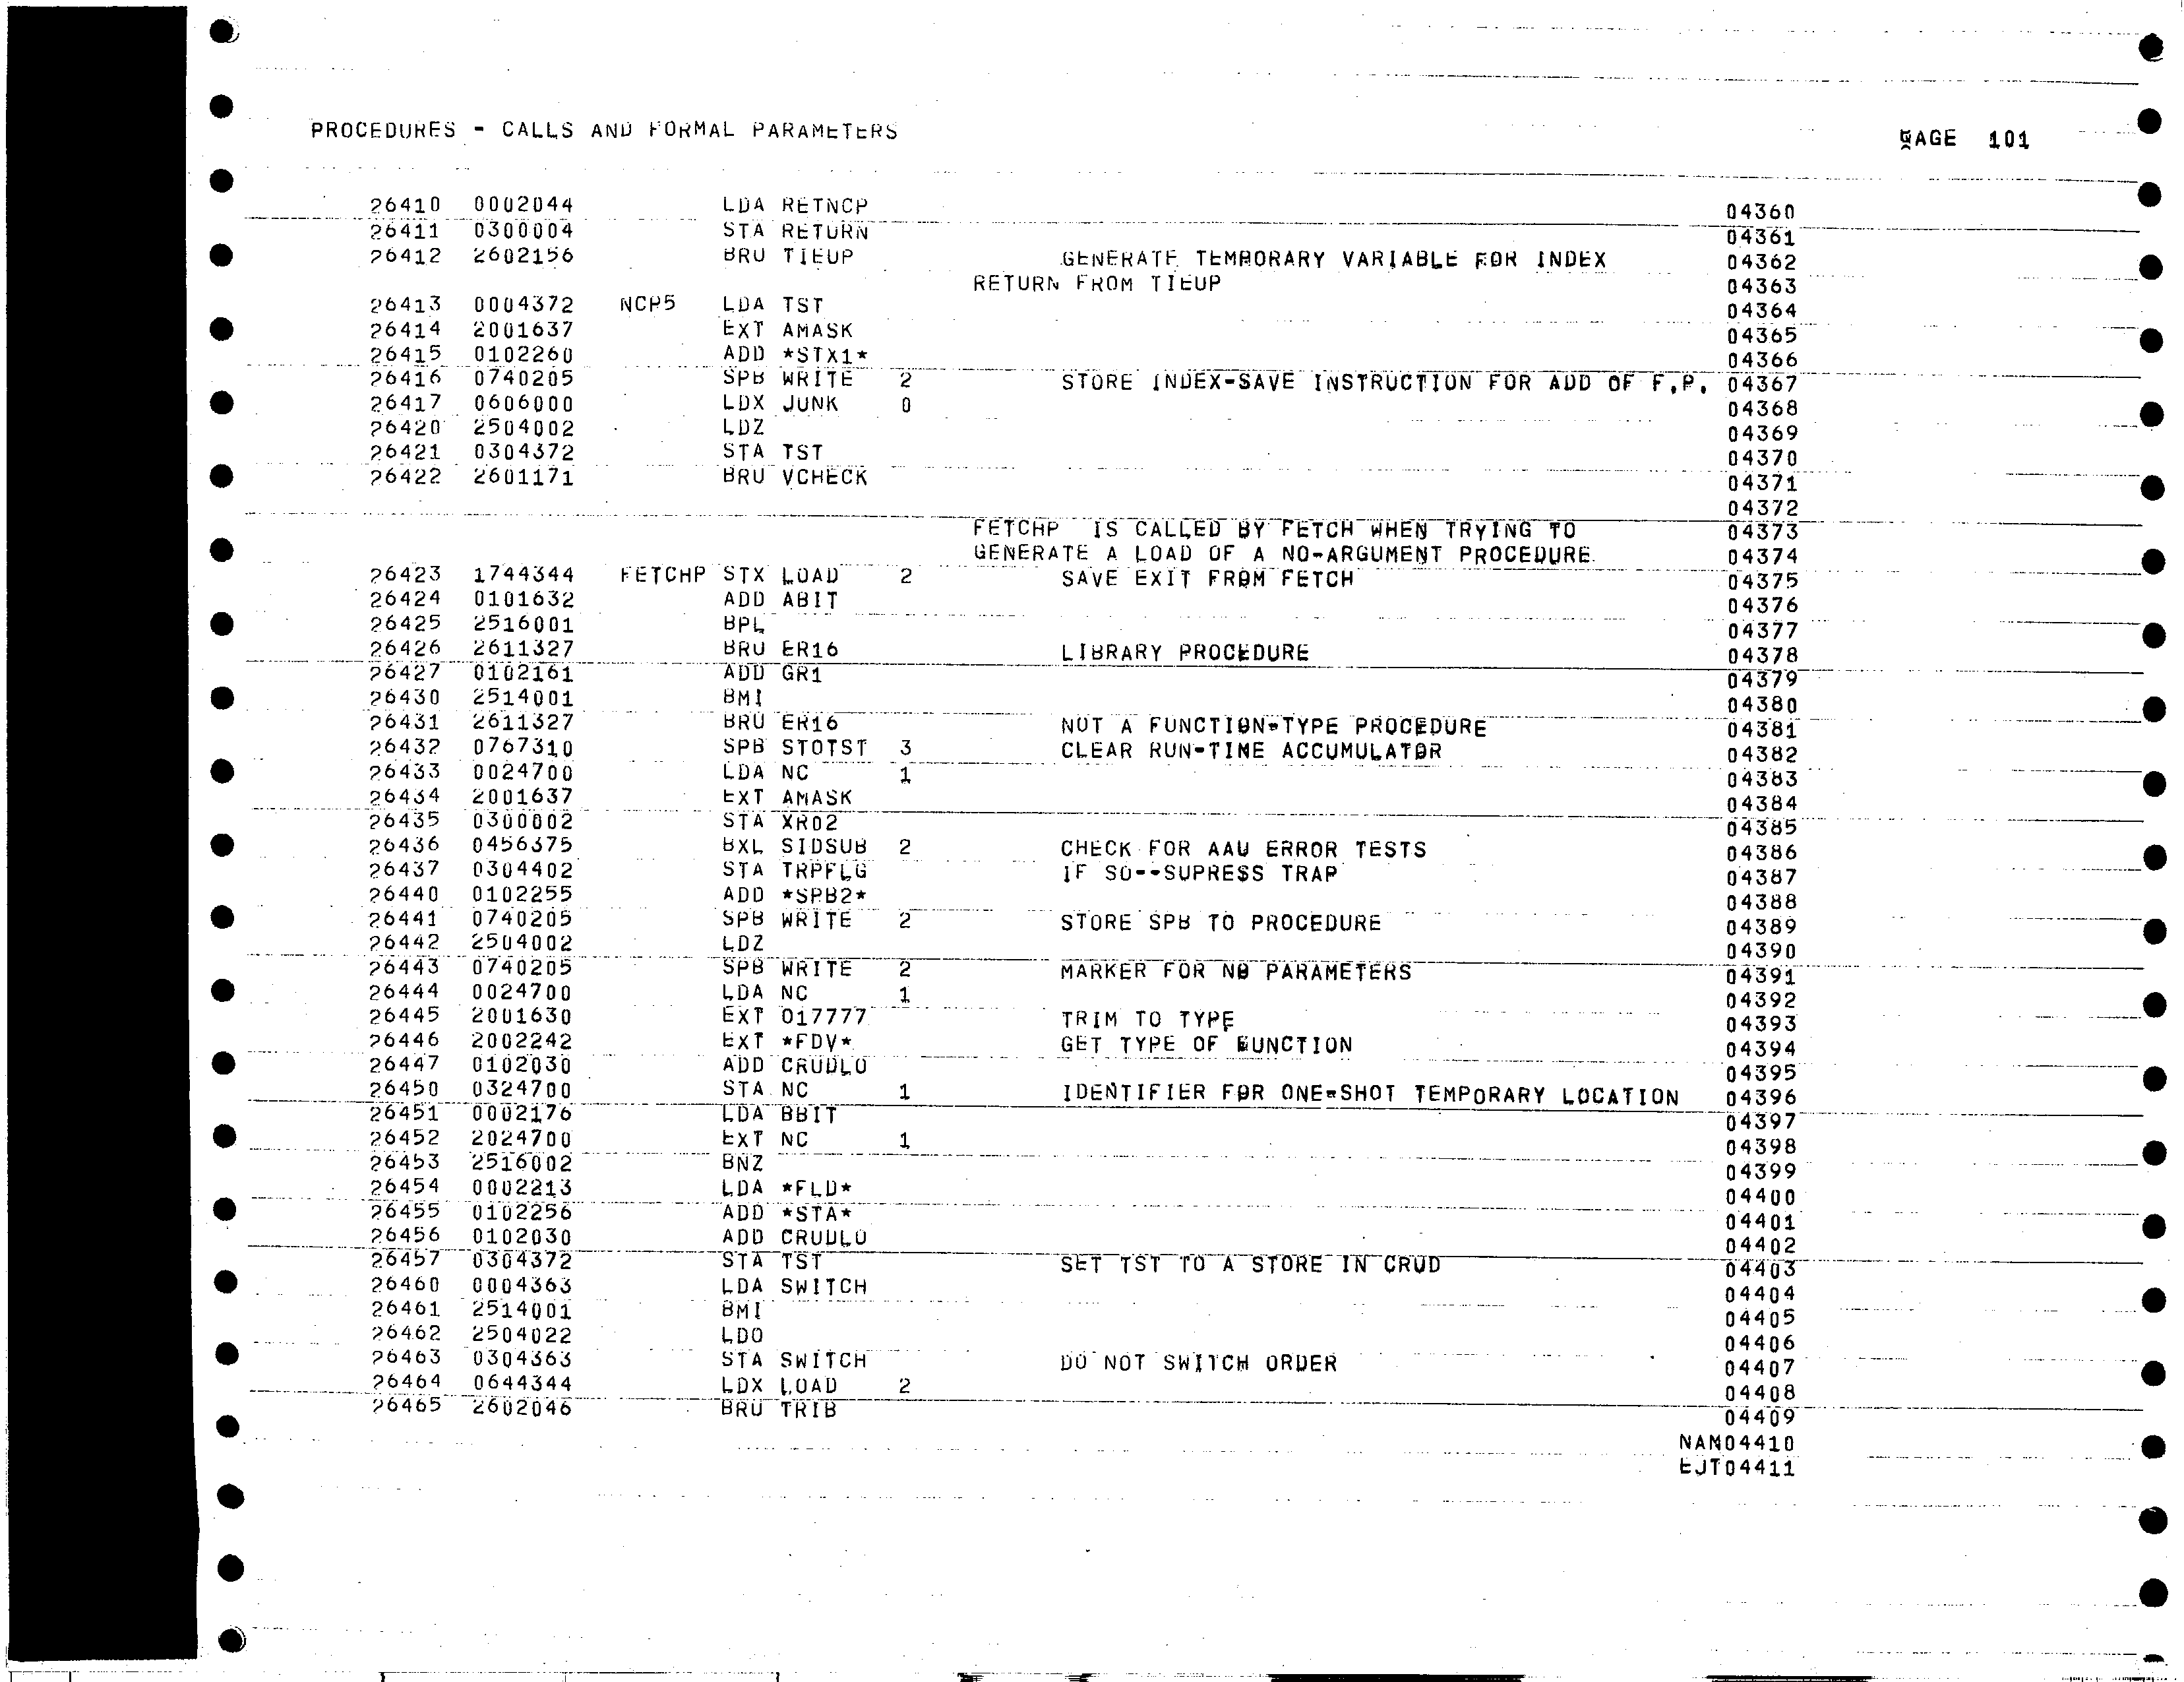 PROCEDURES - CALLS AND FORMAL PARAMETERS PAGE 101
26410 0002044 LDA RETNCP 04360
26411 0300004 STA RETURN 04361
26412 2602156 BRU TIEUP GENERATE TEMPORARY VARIABLE FOR INDEX 04362
RETURN FROM TIEUP 04363
26413 0004372 NCP5 LDA TST 04364
26414 2001637 EXT AMASK 04365
26415 0102260 ADD *STX1* 04366
26416 0740205 SPB WRITE 2 STORE INDEX-SAVE INSTRUCTION FOR ADD OF F.P. 04367
26417 0606000 LDX JUNK 0 04368
26420 2504002 LDZ 04369
26421 0304372 STA TST 04370
26422 2601171 BRU VCHECK 04371
04372
FETCHP IS CALLED BY FETCH WHEN TRYING TO 04373
GENERATE A LOAD OF A NO-ARGUMENT PROCEDURE. 04374
26423 1744344 FETCHP STX LOAD 2 SAVE EXIT FROM FETCH 04375
26424 0101632 ADD ABIT 04376
26425 2516001 BPL 04377
26426 2611327 BRU ER16 LIBRARY PROCEDURE 04378
26427 0102161 ADD GR1 04379
26430 2514001 BMI 04380
26431 2611327 BRU ER16 NOT A FUNCTION-TYPE PROCEDURE 04381
26432 0767310 SPB STOTST 3 CLEAR RUN-TIME ACCUMULATOR 04382
26433 0024700 LDA NC 1 04383
26434 2001637 EXT AMASK 04384
26435 0300002 STA XR02 04385
26436 0456375 BXL SIDSUB 2 CHECK FOR AAU ERROR TESTS 04386
26437 0304402 STA TRPFLG IF SO--SUPRESS TRAP 04387
26440 0102255 ADD *SPB2* 04388
26441 0740205 SPB WRITE 2 STORE SPB TO PROCEDURE 04389
26442 2504002 LDZ 04390
26443 0740205 SPB WRITE 2 MARKER FOR NO PARAMETERS 04391
26444 0024700 LDA NC 1 04392
26445 2001630 EXT O17777 TRIM TO TYPE 04393
26446 2002242 EXT *FDV* GET TYPE OF FUNCTION 04394
26447 0102030 ADD CRUDLO 04395
26450 0324700 STA NC 1 IDENTIFIER FOR ONE-SHOT TEMPORARY LOCATION 04396
26451 0002176 LDA BBIT 04397
26452 2024700 EXT NC 1 04398
26453 2516002 BNZ 04399
26454 0002213 LDA *FLD* 04400
26455 0102256 ADD *STA* 04401
26456 0102030 ADD CRUDLO 04402
26457 0304372 STA TST SET TST TO A STORE IN CRUD 04403
26460 0004363 LDA SWITCH 04404
26461 2514001 BMI 04405
26462 2504022 LDO 04406
26463 0304363 STA SWITCH DO NOT SWITCH ORDER 04407
26464 0644344 LDX LOAD 2 04408
26465 2602046 BRU TRIB 04409
NAM04410
EJT04411